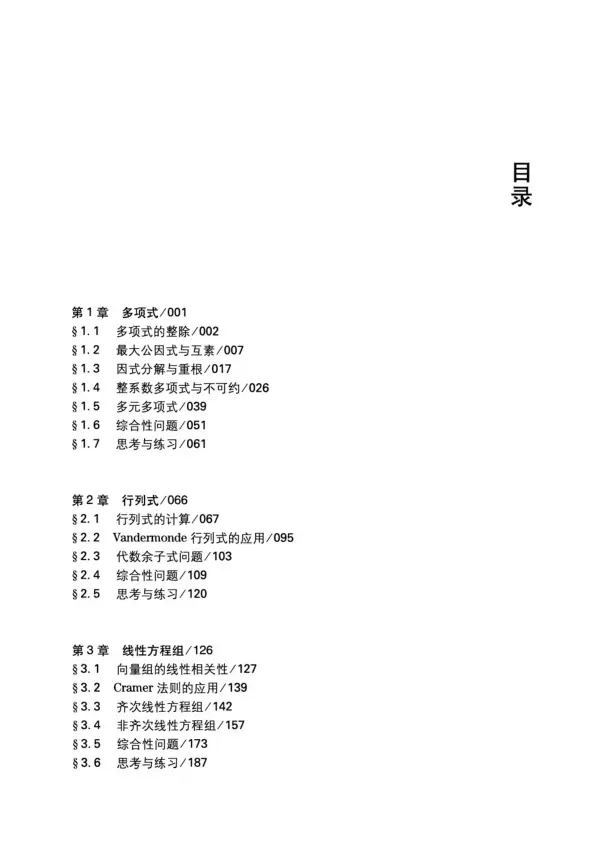 目录
第1章 多项式/001
§1.1 多项式的整除/002
§1.2 最大公因式与互素/007
§1.3 因式分解与重根/017
§1.4 整系数多项式与不可约/026
§1.5 多元多项式/039
§1.6 综合性问题/051
§1.7 思考与练习/061
第2章 行列式/066
§2.1 行列式的计算/067
§2.2 Vandermonde 行列式的应用/095
§2.3 代数余子式问题/103
§2.4 综合性问题/109
§2.5 思考与练习/120
第3章 线性方程组/126
§3.1 向量组的线性相关性/127
§3.2 Cramer 法则的应用/139
§3.3 齐次线性方程组/142
§3.4 非齐次线性方程组/157
§3.5 综合性问题/173
§3.6 思考与练习/187